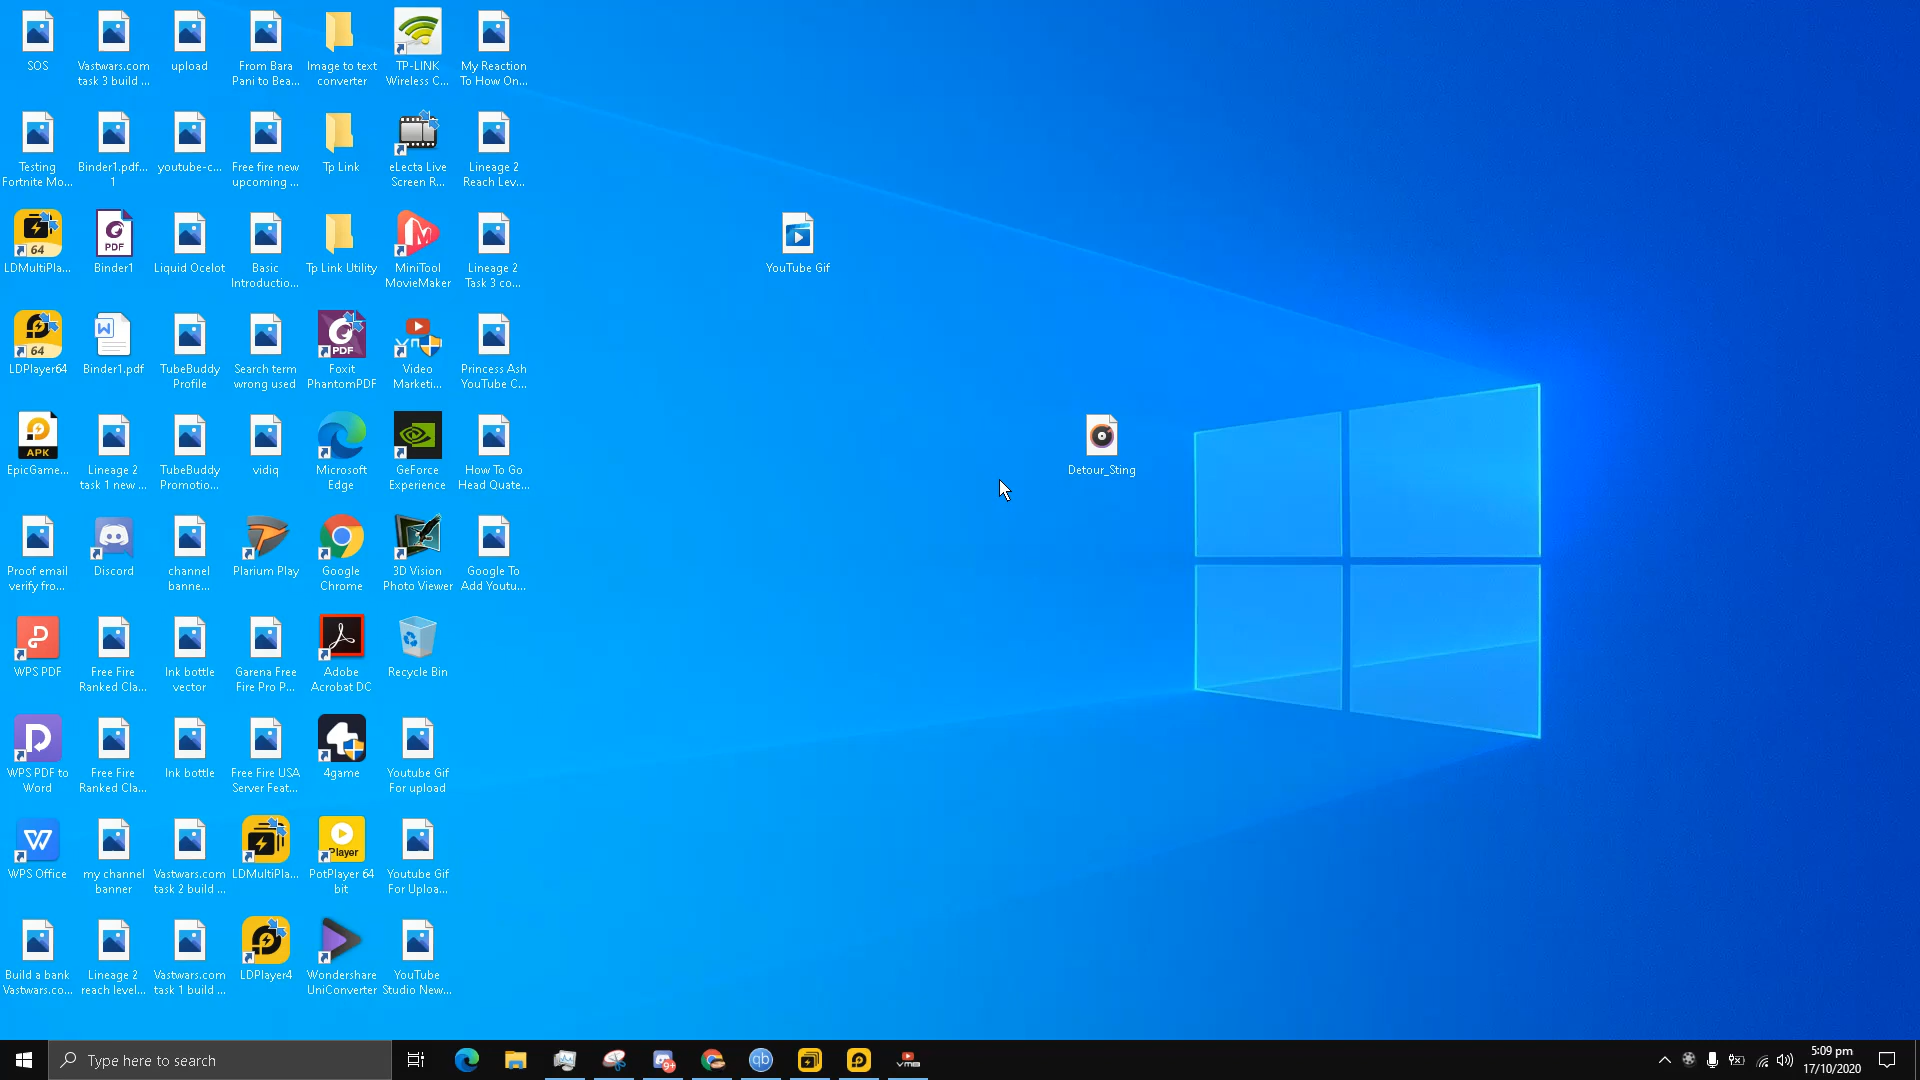 SOS
Vastwars.com
task 3 build ...
upload
From Bara
Pani to Bea...
Image to text
converter
TP-LINK
Wireless C...
My Reaction
To How On...
Testing
Fortnite Mo...
Binder1.pdf...
1
youtube-c...
Free fire new
upcoming ...
Tp Link
eLecta Live
Screen R...
Lineage 2
Reach Lev...
64
LDMultiPla...
PDF
Binder1
Liquid Ocelot
Basic
Introductio...
Tp Link Utility
MiniTool
MovieMaker
Lineage 2
Task 3 co...
YouTube Gif
64
LDPlayer64
W
Binder1.pdf
TubeBuddy
Profile
Search term
wrong used
PDF
Foxit
PhantomPDF
Video
Marketi...
Princess Ash
YouTube C...
APK
EpicGame...
Lineage 2
task 1 new ...
TubeBuddy
Promotio...
vidiq
Microsoft
Edge
GeForce
Experience
How To Go
Head Quate...
Detour_Sting
Proof email
verify fro...
Discord
channel
banne...
Plarium Play
Google
Chrome
3D Vision
Photo Viewer
Google To
Add Youtu...
WPS PDF
Free Fire
Ranked Cla...
Ink bottle
vector
Garena Free
Fire Pro P...
Adobe
Acrobat DC
Recycle Bin
WPS PDF to
Word
Free Fire
Ranked Cla...
Ink bottle
Free Fire USA
Server Feat...
4game
Youtube Gif
For upload
W
WPS Office
my channel
banner
Vastwars.com
task 2 build ...
LDMultiPla...
Player
PotPlayer 64
bit
Youtube Gif
For Uploa...
Build a bank
Vastwars.co...
Lineage 2
reach level...
Vastwars.com
task 1 build ...
LDPlayer4
Wondershare
UniConverter
YouTube
Studio New...
Type here to search
9+
qb
5:09 pm
17/10/2020